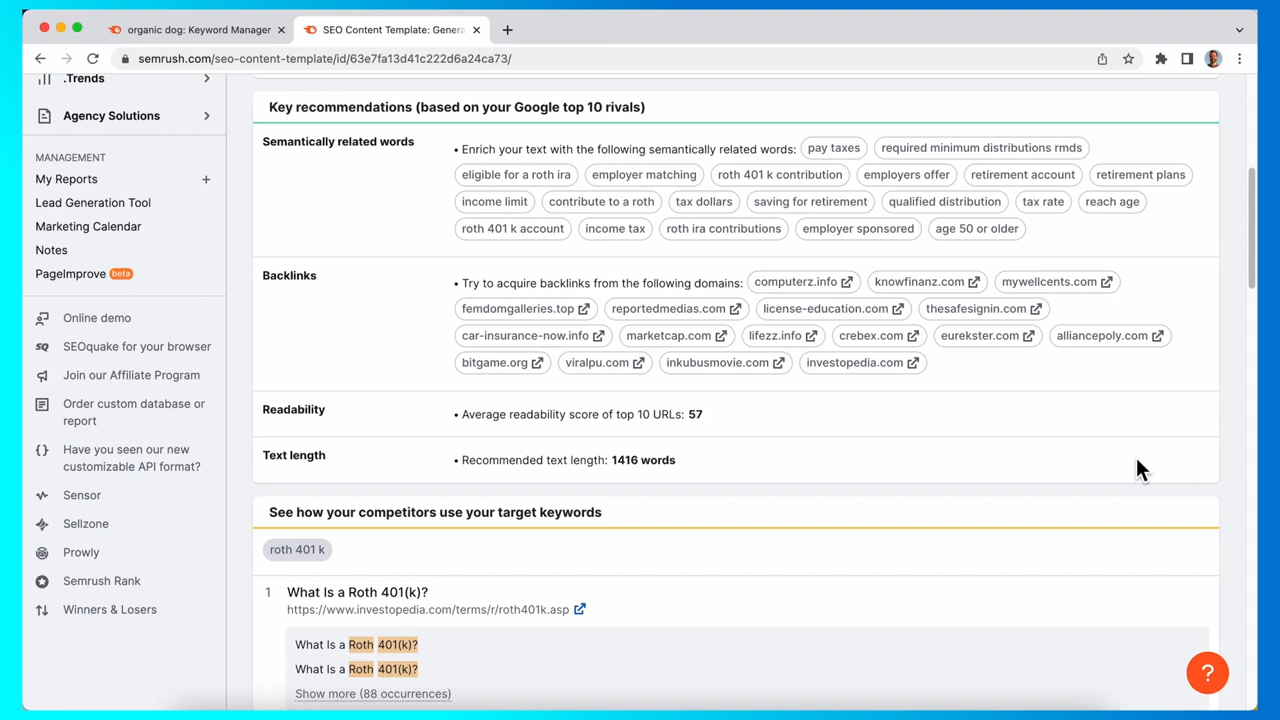 organic dog: Keyword Manager
SEO Content Template: Genera
semrush.com/seo-content-template/id/63e7fa13d41c222d6a24ca73/
.Trends
Agency Solutions
MANAGEMENT
My Reports
Lead Generation Tool
Marketing Calendar
Notes
PageImprove beta
Online demo
SEOquake for your browser
Join our Affiliate Program
Order custom database or
report
Have you seen our new
customizable API format?
Sensor
Sellzone
Prowly
Semrush Rank
Winners & Losers
Key recommendations (based on your Google top 10 rivals)
Semantically related words
• Enrich your text with the following semantically related words: pay taxes required minimum distributions rmds
eligible for a roth ira employer matching roth 401 k contribution employers offer retirement account retirement plans
income limit contribute to a roth tax dollars saving for retirement qualified distribution tax rate reach age
roth 401 k account income tax roth ira contributions employer sponsored age 50 or older
Backlinks
• Try to acquire backlinks from the following domains: computerz.info knowfinanz.com mywellcents.com
femdomgalleries.top reportedmedias.com license-education.com thesafesignin.com
car-insurance-now.info marketcap.com lifezz.info crebex.com eurekster.com alliancepoly.com
bitgame.org viralpu.com inkubusmovie.com investopedia.com
Readability
• Average readability score of top 10 URLs: 57
Text length
• Recommended text length: 1416 words
See how your competitors use your target keywords
roth 401 k
1 What Is a Roth 401(k)?
https://www.investopedia.com/terms/r/roth401k.asp
What Is a Roth 401(k)?
What Is a Roth 401(k)?
Show more (88 occurrences)
?